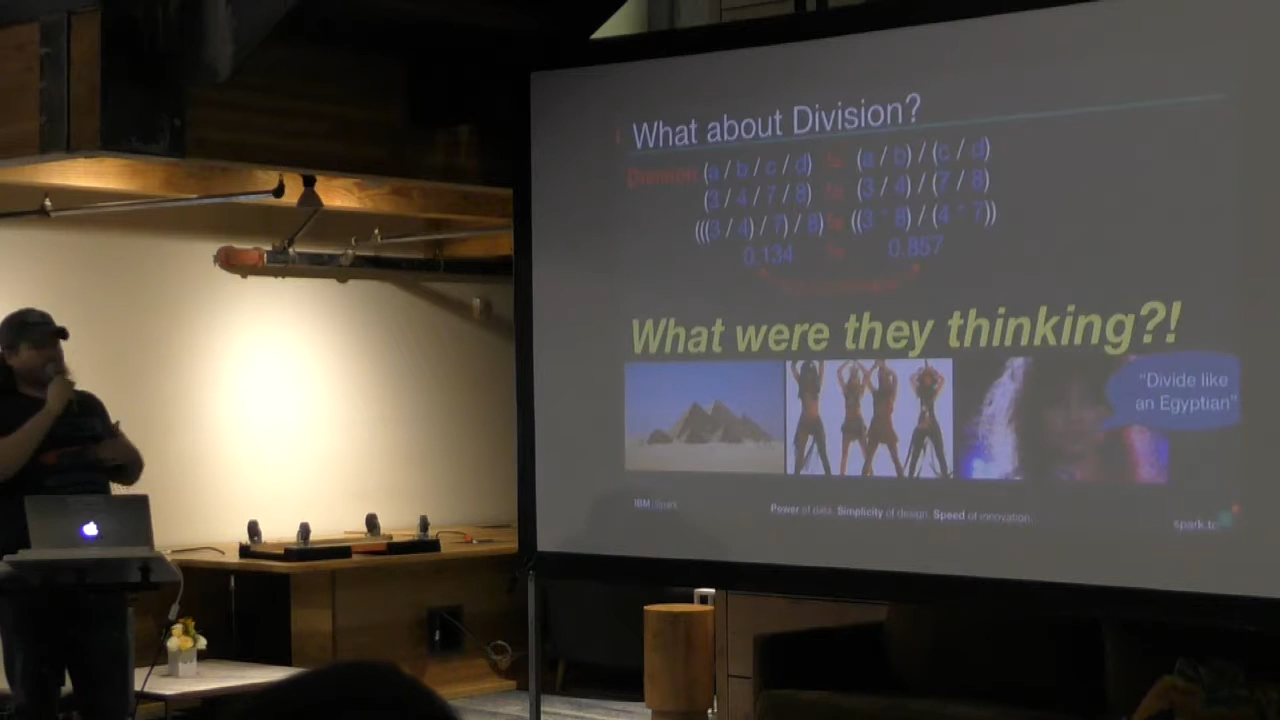 What about Division?
Division (a / b / c / d) != (a / b) / (c / d)
(3 / 4 / 7 / 8) != (3 / 4) / (7 / 8)
(((3 / 4) / 7) / 8) != ((3 * 8) / (4 * 7))
0.134 != 0.857
What were they thinking?!
"Divide like
an Egyptian"
IBM Spark
Power of data. Simplicity of design. Speed of innovation.
spark.tc